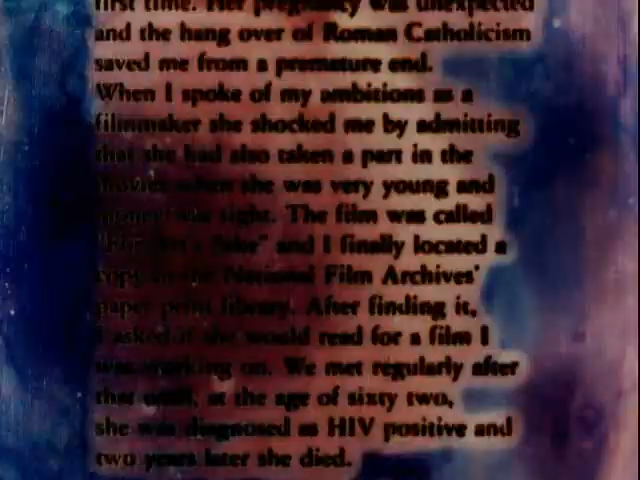 first time. Her pregnancy was unexpected
and the hang over of Roman Catholicism
saved me from a premature end.
When I spoke of my ambitions as a
filmmaker she shocked me by admitting
that she had also taken a part in the
movies when she was very young and
money was tight. The film was called
" " and I finally located a
copy in the National Film Archives'
paper print library. After finding it,
I asked if she would read for a film I
was working on. We met regularly after
that until, at the age of sixty two,
she was diagnosed as HIV positive and
two years later she died.